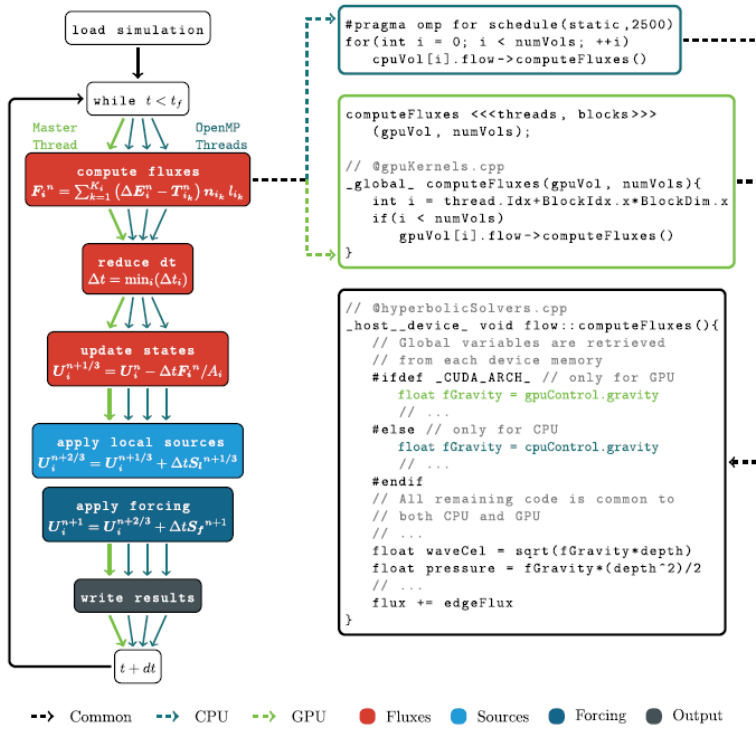 load simulation
while t < t_f
Master
Thread
OpenMP
Threads
compute fluxes
F_i^n = ∑_{k=1}^{K_i} (ΔE_i^n − T_{i_k}^n) n_{i_k} l_{i_k}
reduce dt
Δt = min_i(Δt_i)
update states
U_i^{n+1/3} = U_i^n − ΔtF_i^n/A_i
apply local sources
U_i^{n+2/3} = U_i^{n+1/3} + ΔtS_l^{n+1/3}
apply forcing
U_i^{n+1} = U_i^{n+2/3} + ΔtS_f^{n+1}
write results
t + dt
#pragma omp for schedule(static,2500)
for(int i = 0; i < numVols; ++i)
cpuVol[i].flow->computeFluxes()
computeFluxes <<<threads, blocks>>>
(gpuVol, numVols);
// @gpuKernels.cpp
_global_ computeFluxes(gpuVol, numVols){
int i = thread.Idx+BlockIdx.x*BlockDim.x
if(i < numVols)
gpuVol[i].flow->computeFluxes()
}
// @hyperbolicSolvers.cpp
_host__device_ void flow::computeFluxes(){
// Global variables are retrieved
// from each device memory
#ifdef _CUDA_ARCH_ // only for GPU
float fGravity = gpuControl.gravity
// ...
#else // only for CPU
float fGravity = cpuControl.gravity
// ...
#endif
// All remaining code is common to
// both CPU and GPU
// ...
float waveCel = sqrt(fGravity*depth)
float pressure = fGravity*(depth^2)/2
// ...
flux += edgeFlux
}
Common CPU GPU Fluxes Sources Forcing Output